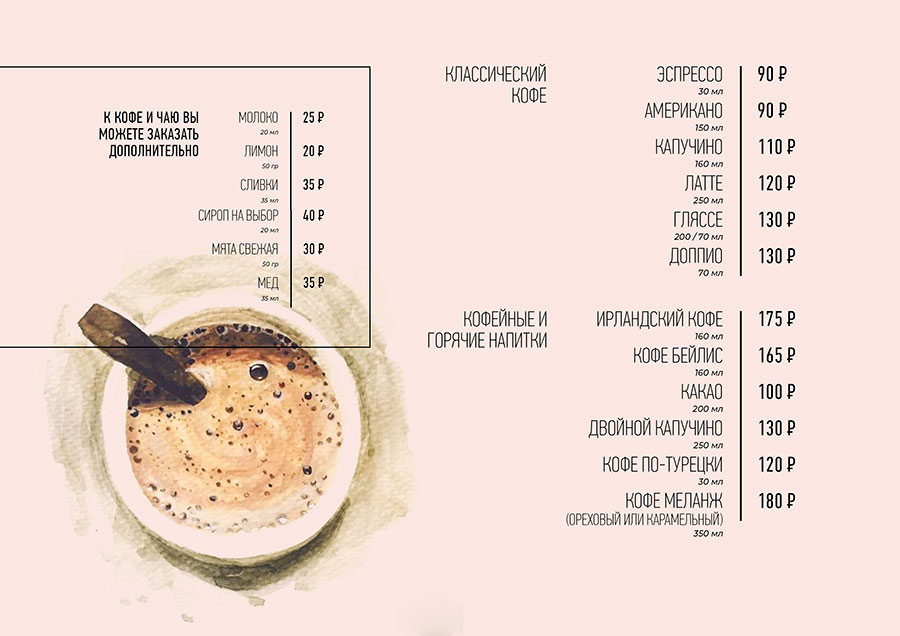 К КОФЕ И ЧАЮ ВЫ
МОЖЕТЕ ЗАКАЗАТЬ
ДОПОЛНИТЕЛЬНО
МОЛОКО 25 ₽
20 мл
ЛИМОН 20 ₽
50 гр
СЛИВКИ 35 ₽
35 мл
СИРОП НА ВЫБОР 40 ₽
20 мл
МЯТА СВЕЖАЯ 30 ₽
50 гр
МЕД 35 ₽
35 мл
КЛАССИЧЕСКИЙ
КОФЕ
ЭСПРЕССО 90 ₽
30 мл
АМЕРИКАНО 90 ₽
150 мл
КАПУЧИНО 110 ₽
160 мл
ЛАТТЕ 120 ₽
250 мл
ГЛЯССЕ 130 ₽
200 / 70 мл
ДОППИО 130 ₽
70 мл
КОФЕЙНЫЕ И
ГОРЯЧИЕ НАПИТКИ
ИРЛАНДСКИЙ КОФЕ 175 ₽
160 мл
КОФЕ БЕЙЛИС 165 ₽
160 мл
КАКАО 100 ₽
200 мл
ДВОЙНОЙ КАПУЧИНО 130 ₽
250 мл
КОФЕ ПО-ТУРЕЦКИ 120 ₽
30 мл
КОФЕ МЕЛАНЖ 180 ₽
(ОРЕХОВЫЙ ИЛИ КАРАМЕЛЬНЫЙ)
350 мл